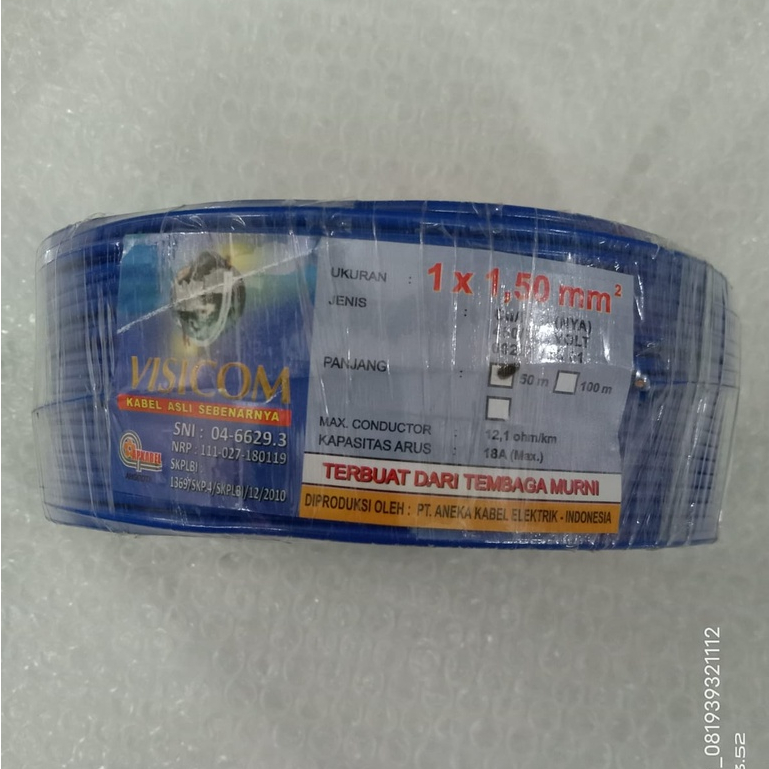 VISICOM
KABEL ASLI SEBENARNYA
SNI : 04-6629.3
NRP : 111-027-180119
SKPLBI :
1369/SKP.4/SKPLBI/12/2010
UKURAN : 1 x 1,50 mm²
JENIS : (NYA)
VOLT
PANJANG : 50 m 100 m
MAX. CONDUCTOR : 12,1 ohm/km
KAPASITAS ARUS : 18A (Max.)
TERBUAT DARI TEMBAGA MURNI
DIPRODUKSI OLEH : PT. ANEKA KABEL ELEKTRIK - INDONESIA
_081939321112